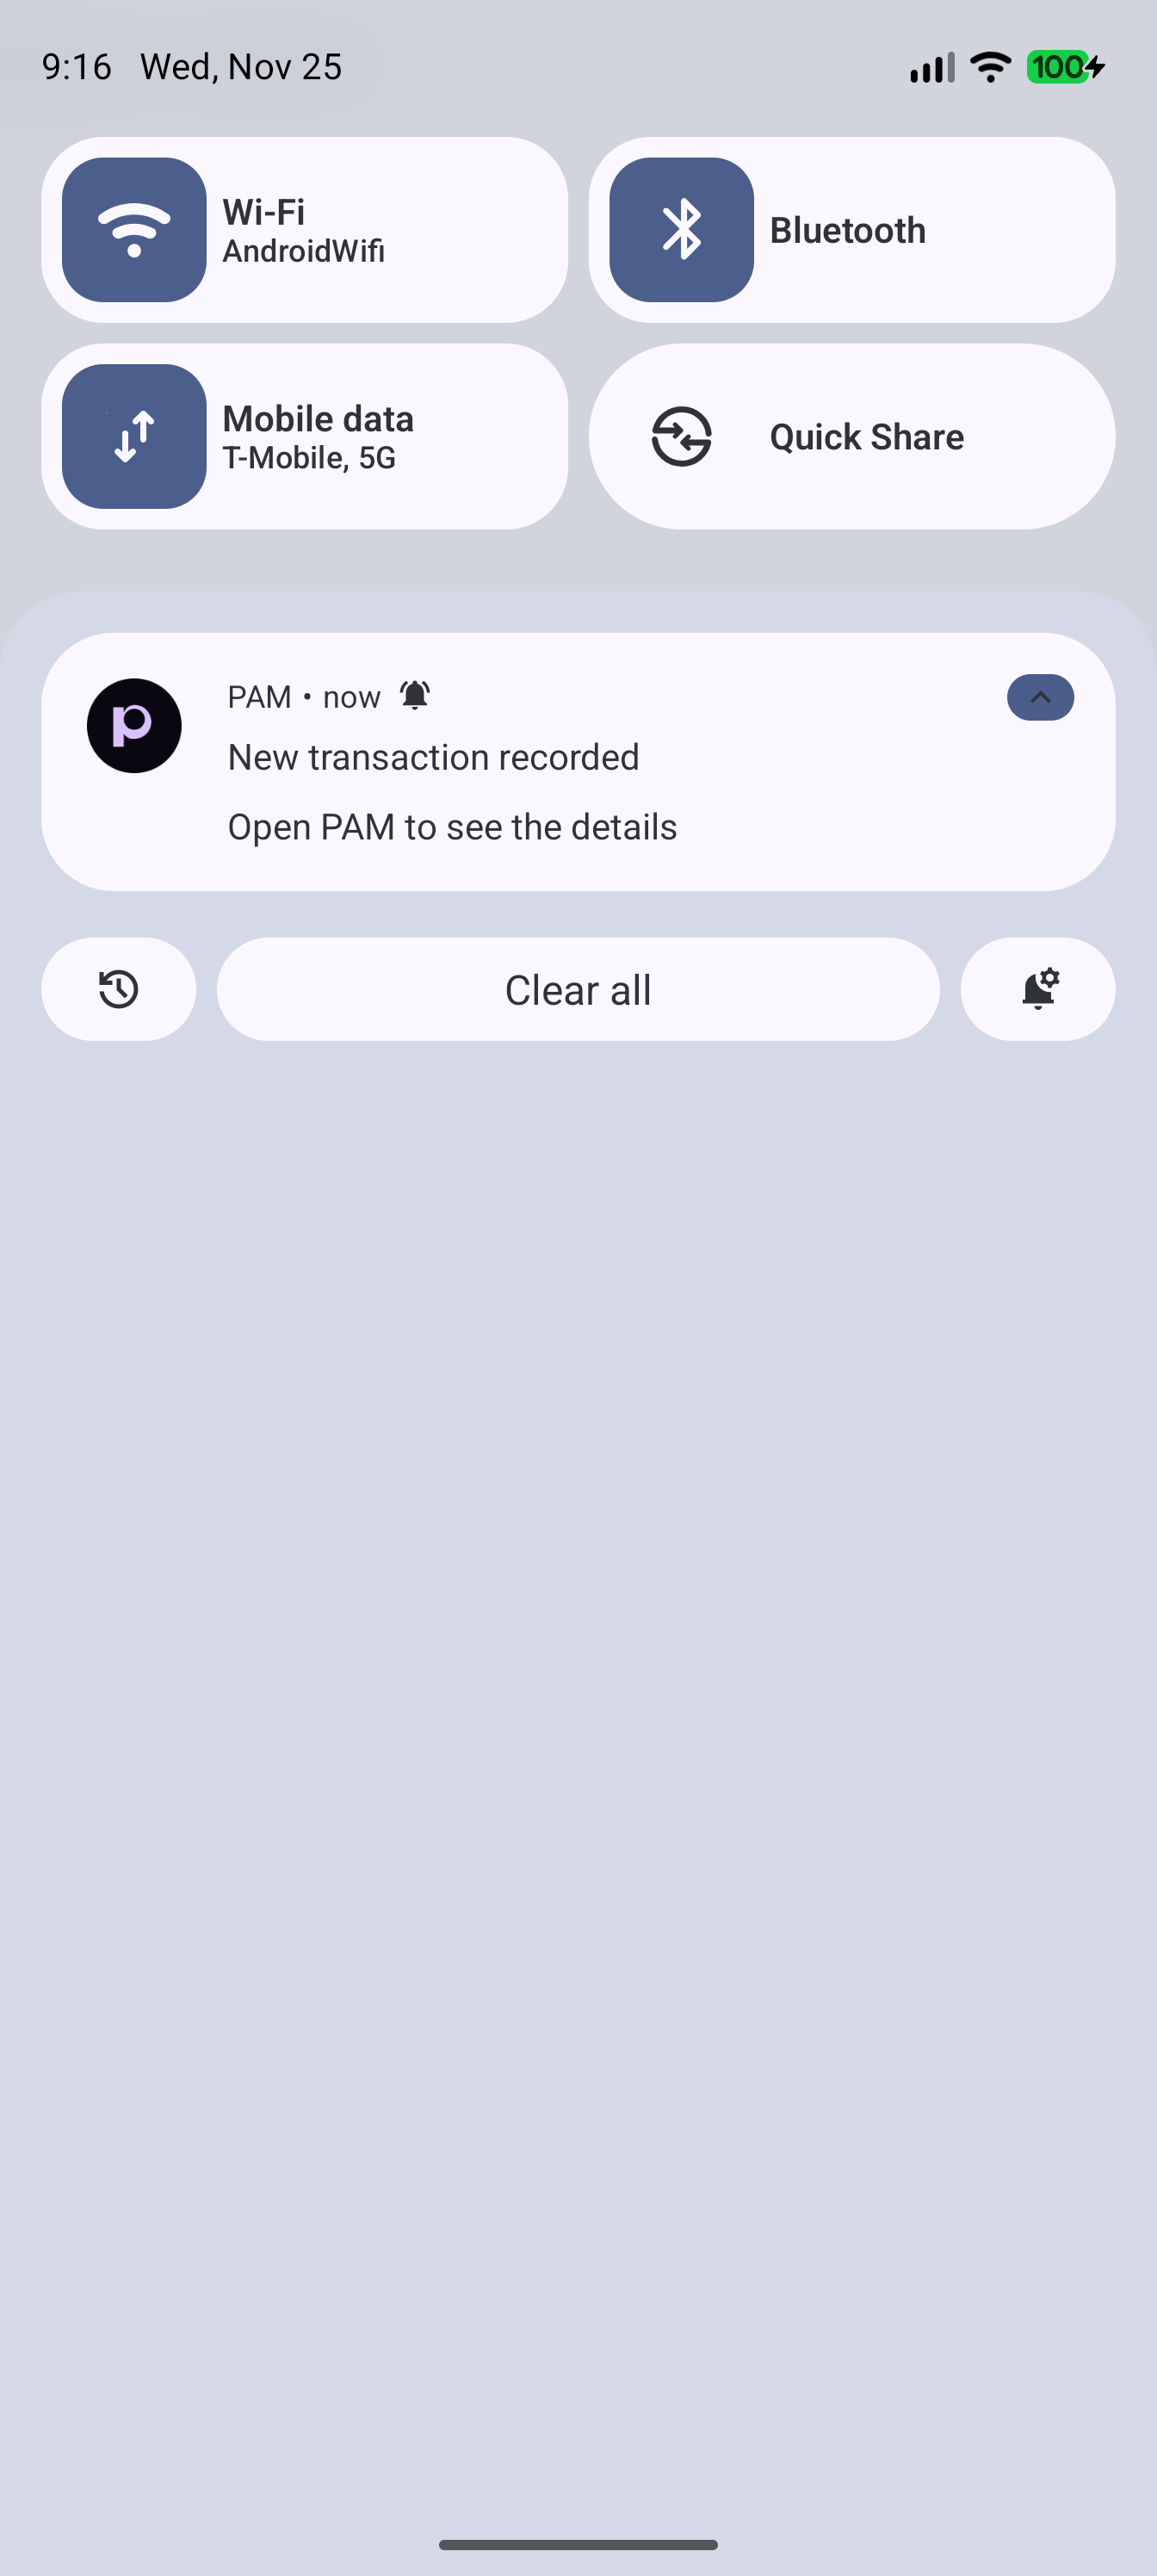 9:16 Wed, Nov 25
100
Wi-Fi
AndroidWifi
Bluetooth
Mobile data
T-Mobile, 5G
Quick Share
p
PAM • now
New transaction recorded
Open PAM to see the details
Clear all